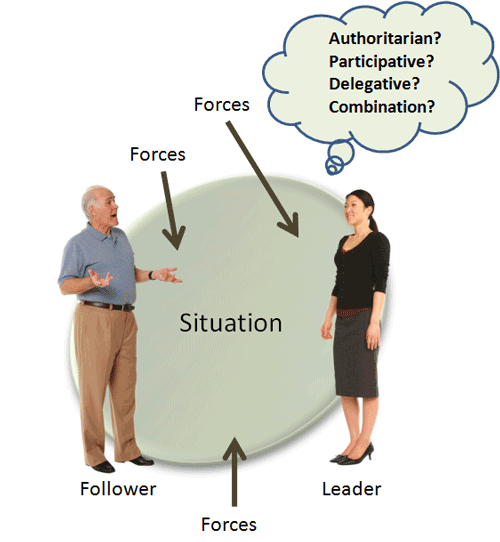 Authoritarian?
Participative?
Delegative?
Combination?
Forces
Forces
Situation
Follower
Leader
Forces